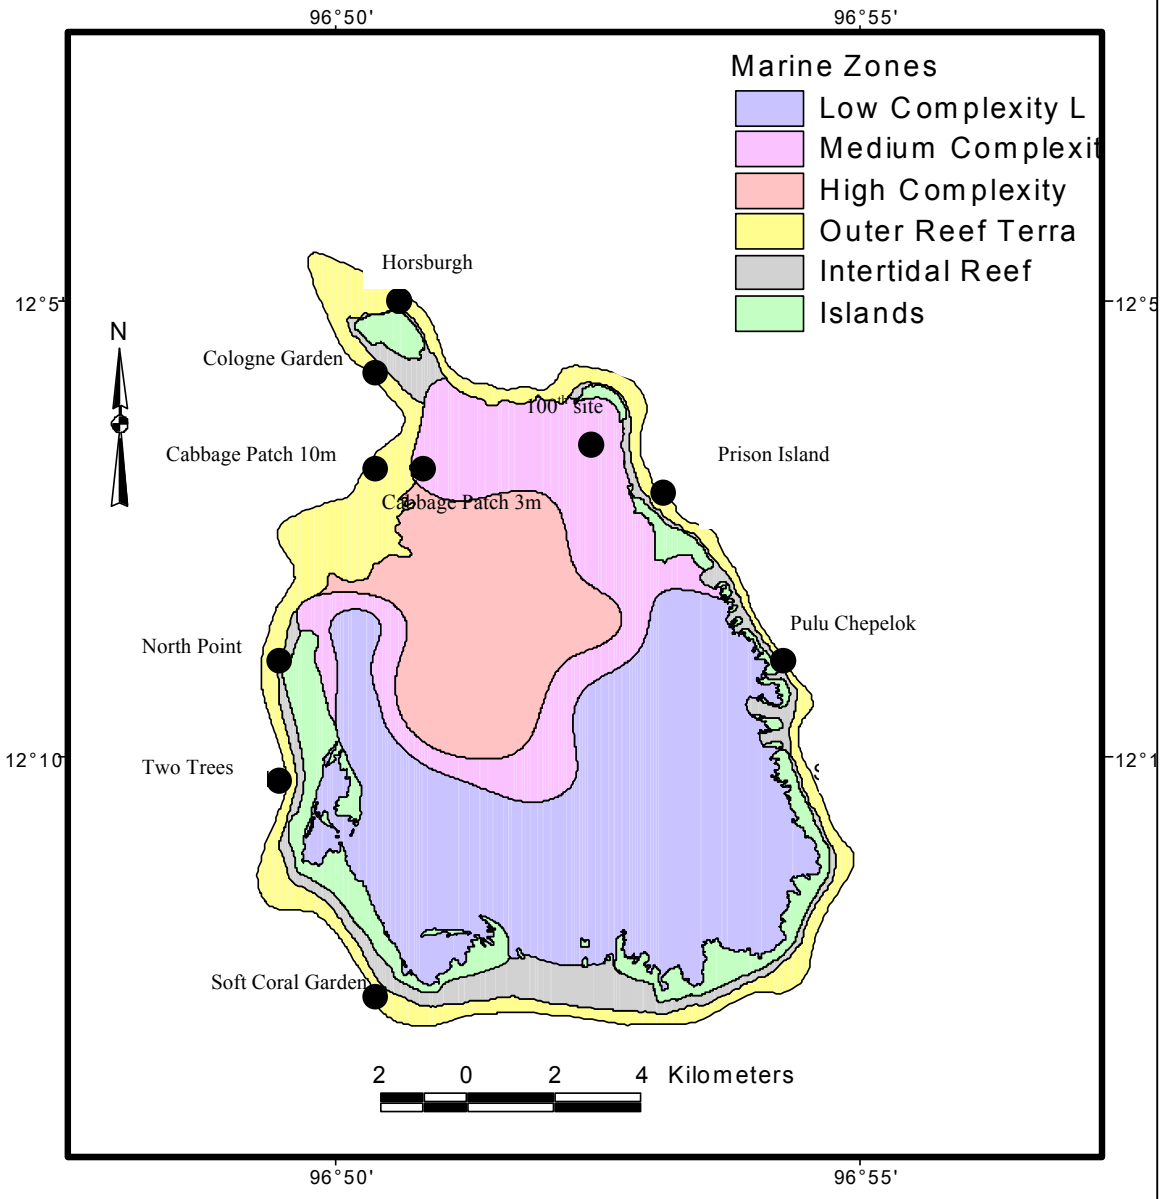 96°50' 96°55'
Marine Zones
Low Complexity L
Medium Complexit
High Complexity
Outer Reef Terra
Intertidal Reef
Islands
Horsburgh
12°5' 12°5
N
Cologne Garden
100th site
Cabbage Patch 10m
Prison Island
Cabbage Patch 3m
Pulu Chepelok
North Point
12°10 12°1
Two Trees
Soft Coral Garden
2 0 2 4 Kilometers
96°50' 96°55'